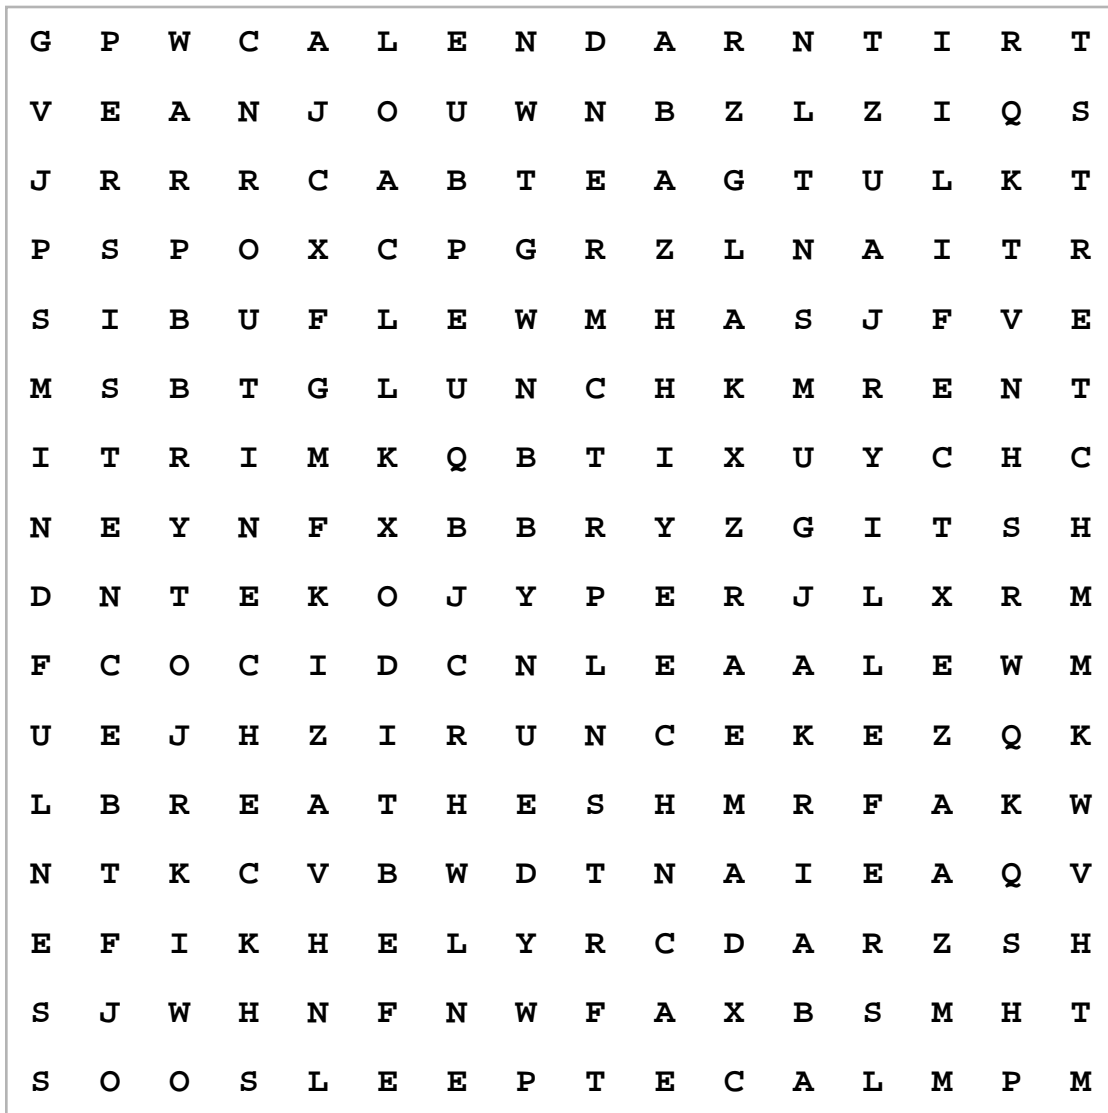 G P W C A L E N D A R N T I R T
V E A N J O U W N B Z L Z I Q S
J R R R C A B T E A G T U L K T
P S P O X C P G R Z L N A I T R
S I B U F L E W M H A S J F V E
M S B T G L U N C H K M R E N T
I T R I M K Q B T I X U Y C H C
N E Y N F X B B R Y Z G I T S H
D N T E K O J Y P E R J L X R M
F C O C I D C N L E A A L E W M
U E J H Z I R U N C E K E Z Q K
L B R E A T H E S H M R F A K W
N T K C V B W D T N A I E A Q V
E F I K H E L Y R C D A R Z S H
S J W H N F N W F A X B S M H T
S O O S L E E P T E C A L M P M